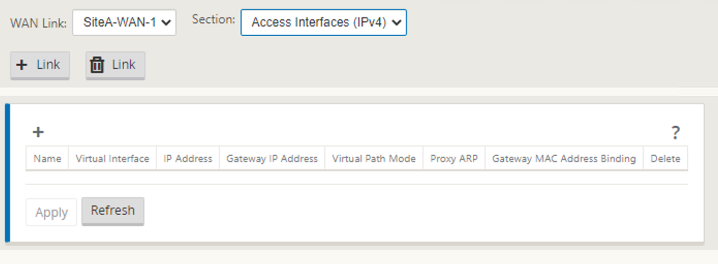 WAN Link: SiteA-WAN-1 Section: Access Interfaces (IPv4)
+ Link Link
+ ?
Name Virtual Interface IP Address Gateway IP Address Virtual Path Mode Proxy ARP Gateway MAC Address Binding Delete
Apply Refresh